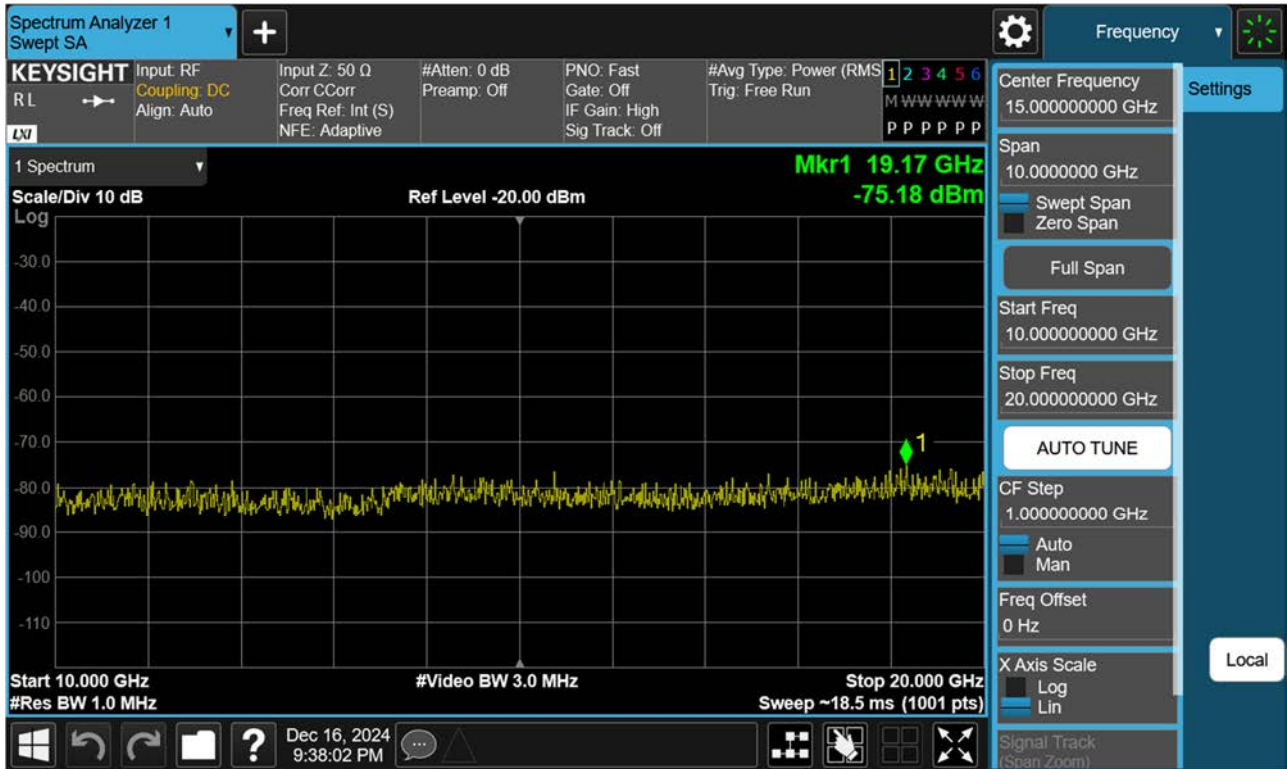 Spectrum Analyzer 1
Swept SA
Frequency
KEYSIGHT
RL
LXI
Input: RF
Coupling: DC
Align: Auto
Input Z: 50 Ω
Corr CCorr
Freq Ref: Int (S)
NFE: Adaptive
#Atten: 0 dB
Preamp: Off
PNO: Fast
Gate: Off
IF Gain: High
Sig Track: Off
#Avg Type: Power (RMS
Trig: Free Run
1 2 3 4 5 6
M W W W W W
P P P P P P
1 Spectrum
Mkr1 19.17 GHz
Scale/Div 10 dB
Ref Level -20.00 dBm
-75.18 dBm
Log
-30.0
-40.0
-50.0
-60.0
-70.0
1
-80.0
-90.0
-100
-110
Start 10.000 GHz
#Video BW 3.0 MHz
Stop 20.000 GHz
#Res BW 1.0 MHz
Sweep ~18.5 ms (1001 pts)
Center Frequency
15.000000000 GHz
Span
10.0000000 GHz
Swept Span
Zero Span
Full Span
Start Freq
10.000000000 GHz
Stop Freq
20.000000000 GHz
AUTO TUNE
CF Step
1.000000000 GHz
Auto
Man
Freq Offset
0 Hz
X Axis Scale
Log
Lin
Signal Track
(Span Zoom)
Settings
Local
?
Dec 16, 2024
9:38:02 PM